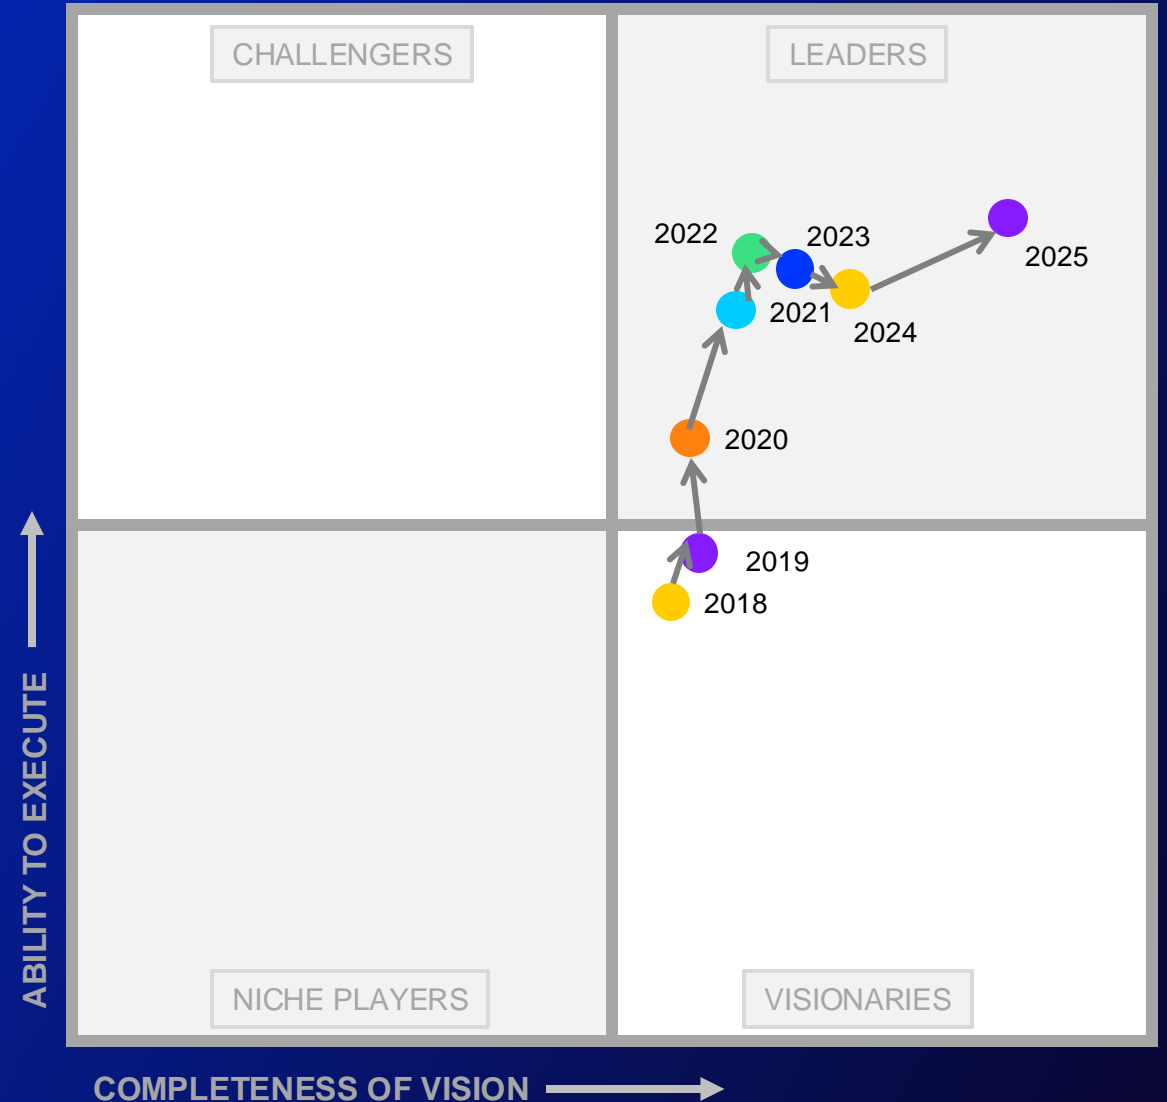 CHALLENGERS
LEADERS
2022
2023
2025
2021
2024
2020
2019
2018
ABILITY TO EXECUTE
NICHE PLAYERS
VISIONARIES
COMPLETENESS OF VISION